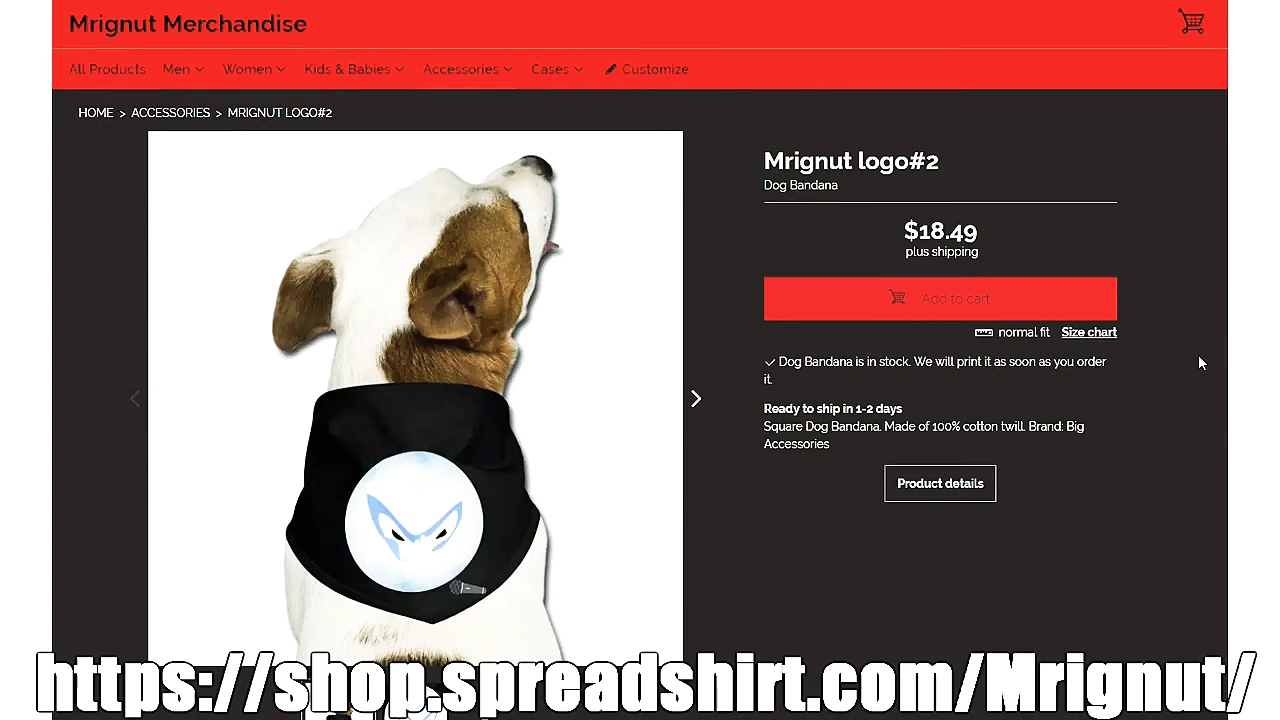 Mrignut Merchandise
All Products Men Women Kids & Babies Accessories Cases Customize
HOME > ACCESSORIES > MRIGNUT LOGO#2
Mrignut logo#2
Dog Bandana
$18.49
plus shipping
Add to cart
normal fit Size chart
Dog Bandana is in stock. We will print it as soon as you order
it.
Ready to ship in 1-2 days
Square Dog Bandana. Made of 100% cotton twill. Brand: Big
Accessories
Product details
https://shop.spreadshirt.com/Mrignut/